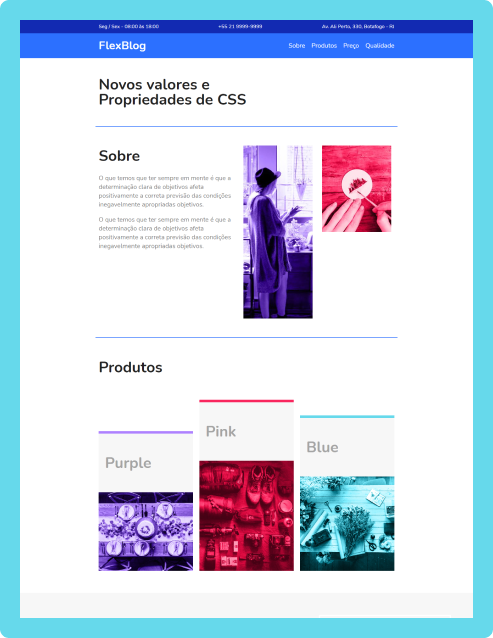 Seg / Sex - 08:00 às 18:00
+55 21 9999-9999
Av. Ali Perto, 330, Botafogo - RJ
FlexBlog
Sobre Produtos Preço Qualidade
Novos valores e
Propriedades de CSS
Sobre
O que temos que ter sempre em mente é que a
determinação clara de objetivos afeta
positivamente a correta previsão das condições
inegavelmente apropriadas objetivos.
O que temos que ter sempre em mente é que a
determinação clara de objetivos afeta
positivamente a correta previsão das condições
inegavelmente apropriadas objetivos.
Produtos
Purple
Pink
Blue